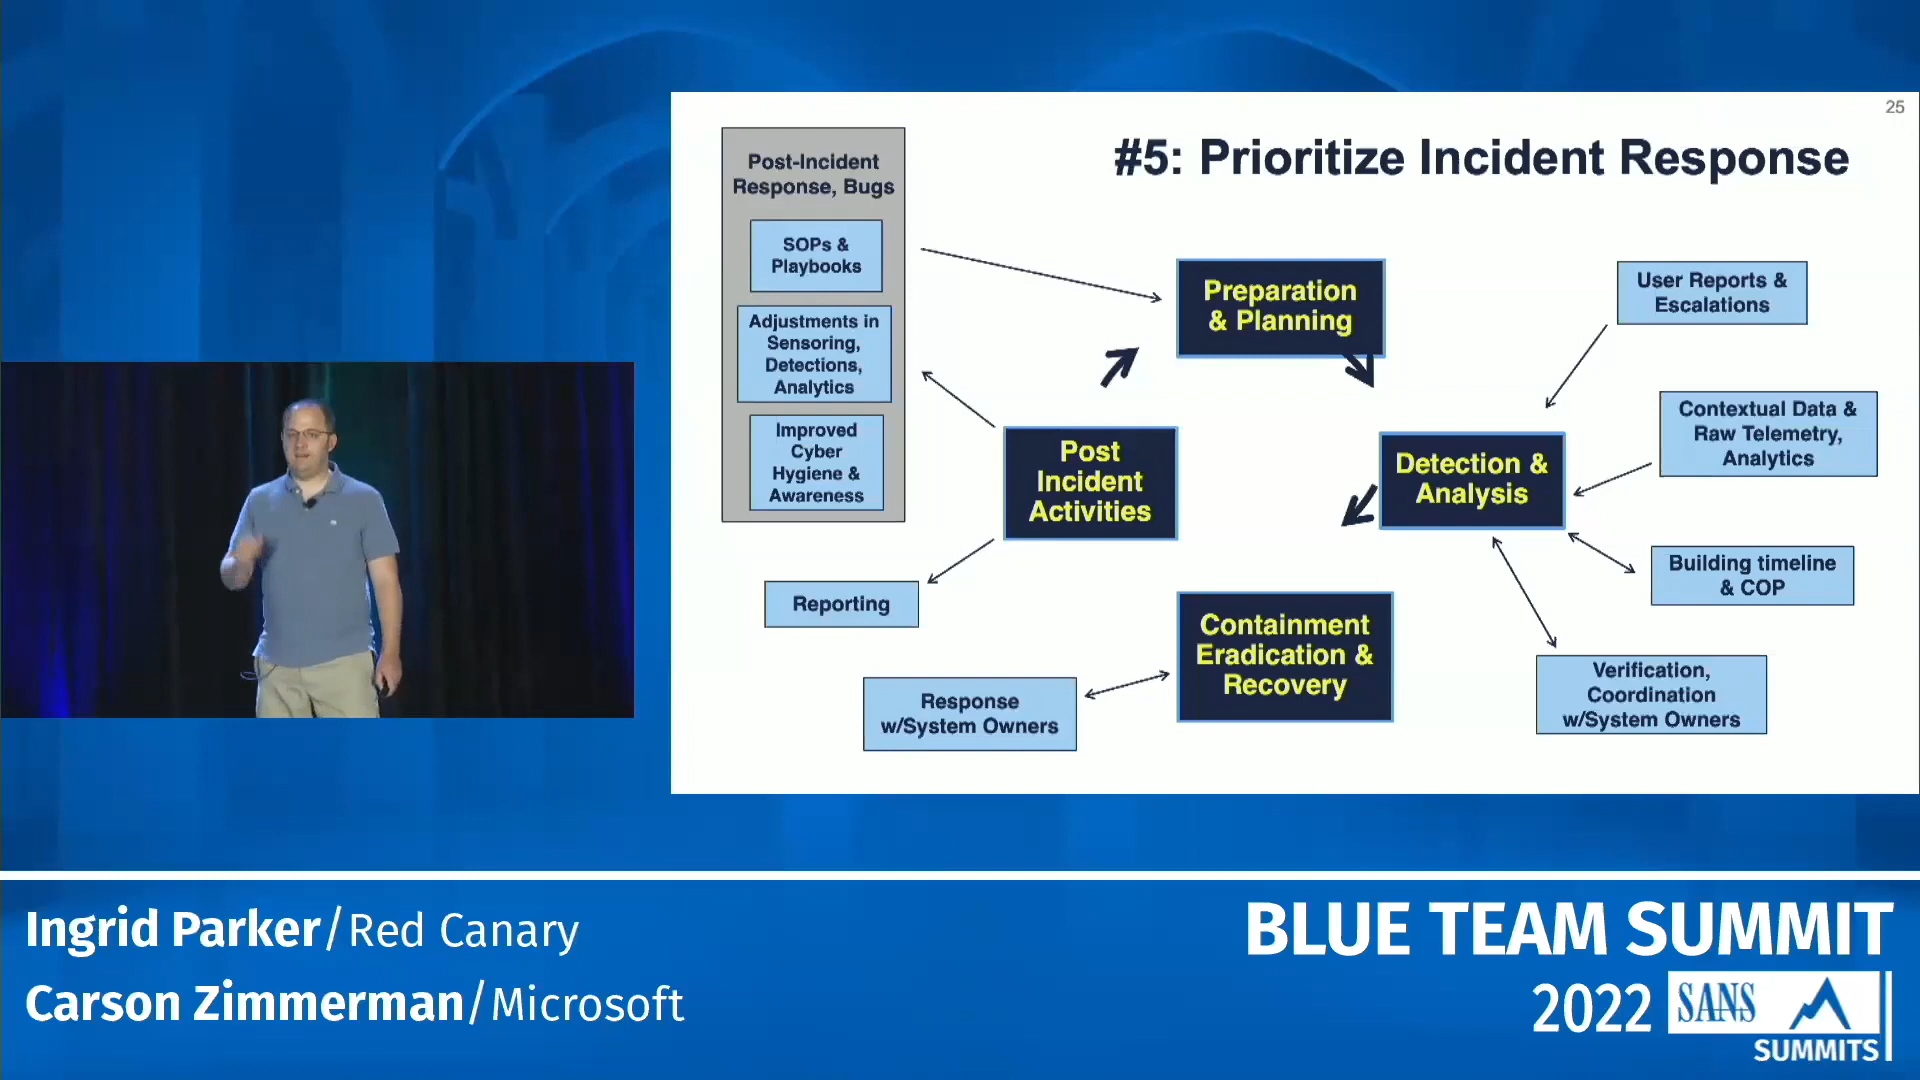 25
#5: Prioritize Incident Response
Post-Incident
Response, Bugs
SOPs &
Playbooks
Adjustments in
Sensoring,
Detections,
Analytics
Improved
Cyber
Hygiene &
Awareness
Preparation
& Planning
User Reports &
Escalations
Contextual Data &
Raw Telemetry,
Analytics
Detection &
Analysis
Post
Incident
Activities
Building timeline
& COP
Reporting
Containment
Eradication &
Recovery
Verification,
Coordination
w/System Owners
Response
w/System Owners
Ingrid Parker/Red Canary
Carson Zimmerman/Microsoft
BLUE TEAM SUMMIT
2022
SANS
SUMMITS